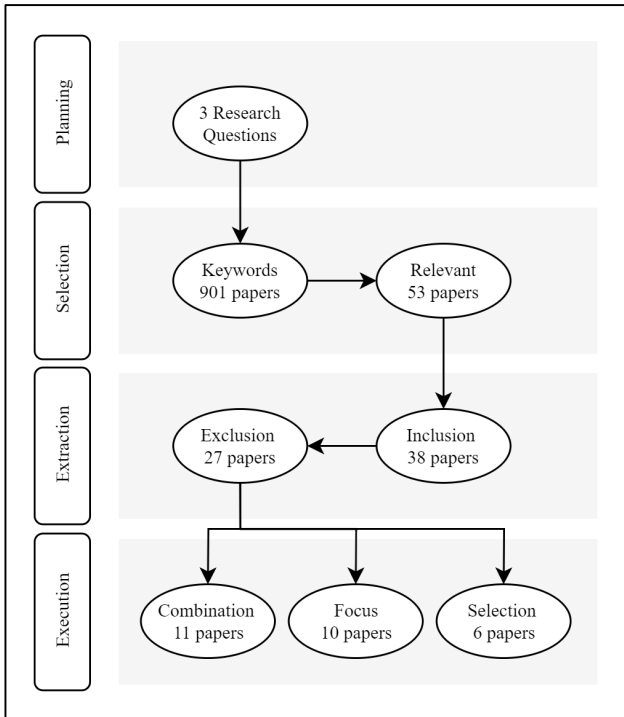 Planning
3 Research
Questions
Selection
Keywords
901 papers
Relevant
53 papers
Extraction
Exclusion
27 papers
Inclusion
38 papers
Execution
Combination
11 papers
Focus
10 papers
Selection
6 papers